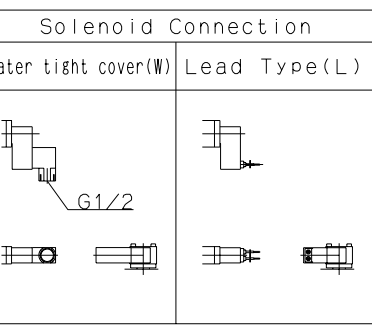 Solenoid Connection
ater tight cover(W) Lead Type(L)
G1/2